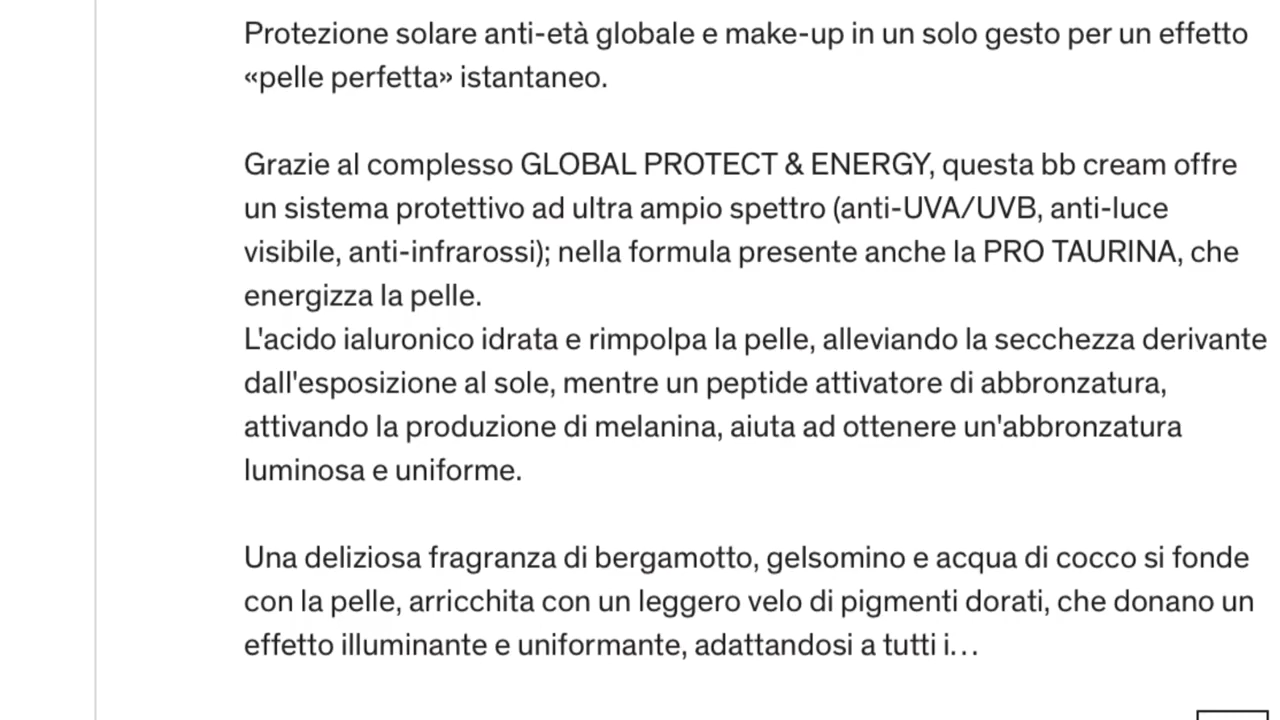 Protezione solare anti-età globale e make-up in un solo gesto per un effetto
«pelle perfetta» istantaneo.
Grazie al complesso GLOBAL PROTECT & ENERGY, questa bb cream offre
un sistema protettivo ad ultra ampio spettro (anti-UVA/UVB, anti-luce
visibile, anti-infrarossi); nella formula presente anche la PRO TAURINA, che
energizza la pelle.
L'acido ialuronico idrata e rimpolpa la pelle, alleviando la secchezza derivante
dall'esposizione al sole, mentre un peptide attivatore di abbronzatura,
attivando la produzione di melanina, aiuta ad ottenere un'abbronzatura
luminosa e uniforme.
Una deliziosa fragranza di bergamotto, gelsomino e acqua di cocco si fonde
con la pelle, arricchita con un leggero velo di pigmenti dorati, che donano un
effetto illuminante e uniformante, adattandosi a tutti i…